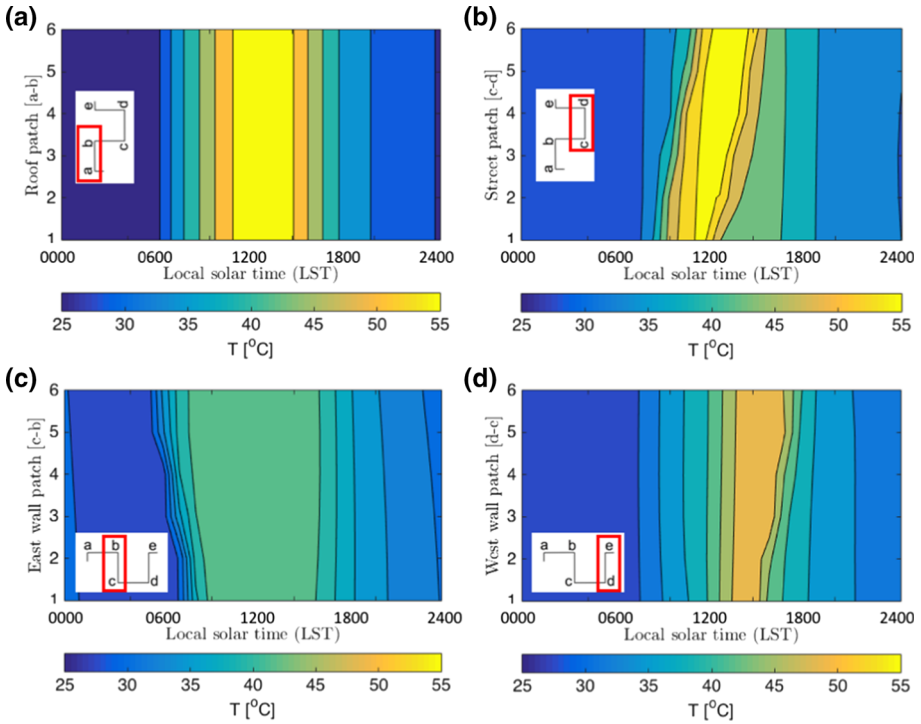 (a)
6
5
4
3
2
1
Roof patch [a-b]
a b e
c d
0000 0600 1200 1800 2400
Local solar time (LST)
25 30 35 40 45 50 55
T [°C]
(b)
6
5
4
3
2
1
Street patch [c-d]
a b e
c d
0000 0600 1200 1800 2400
Local solar time (LST)
25 30 35 40 45 50 55
T [°C]
(c)
6
5
4
3
2
1
East wall patch [c-b]
a b e
c d
0000 0600 1200 1800 2400
Local solar time (LST)
25 30 35 40 45 50 55
T [°C]
(d)
6
5
4
3
2
1
West wall patch [d-e]
a b e
c d
0000 0600 1200 1800 2400
Local solar time (LST)
25 30 35 40 45 50 55
T [°C]